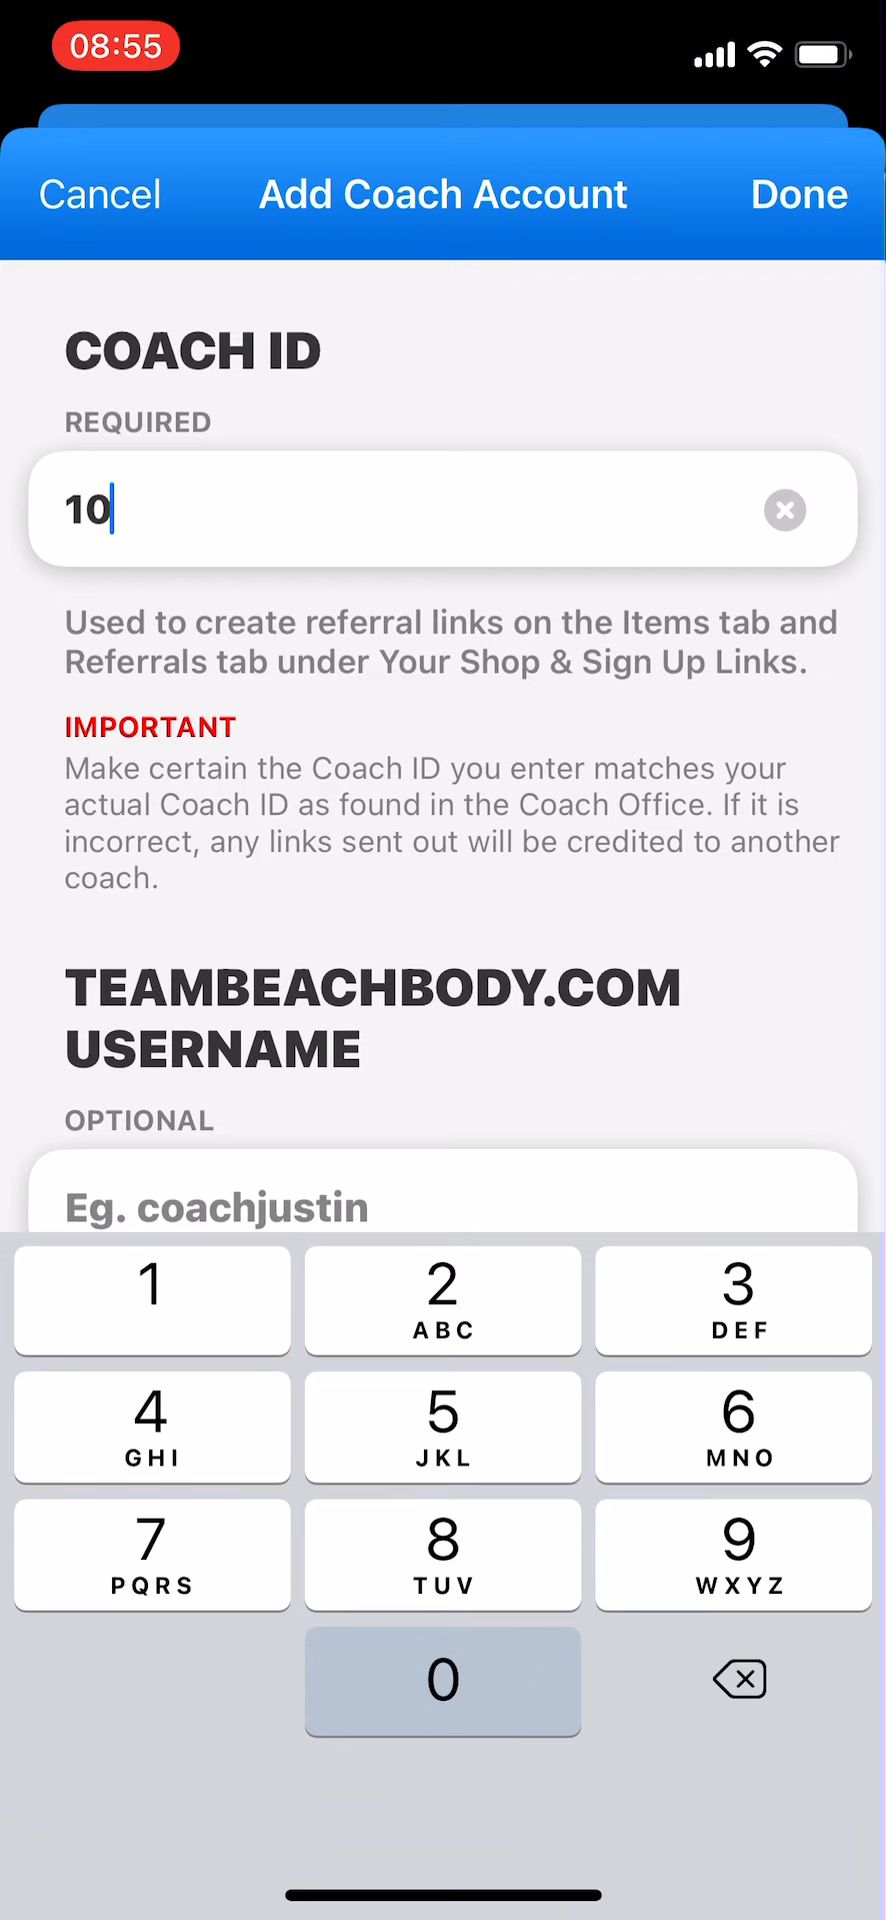 08:55
Cancel
Add Coach Account
Done
COACH ID
REQUIRED
10
Used to create referral links on the Items tab and
Referrals tab under Your Shop & Sign Up Links.
IMPORTANT
Make certain the Coach ID you enter matches your
actual Coach ID as found in the Coach Office. If it is
incorrect, any links sent out will be credited to another
coach.
TEAMBEACHBODY.COM
USERNAME
OPTIONAL
Eg. coachjustin
1
2
ABC
3
DEF
4
GHI
5
JKL
6
MNO
7
PQRS
8
TUV
9
WXYZ
0